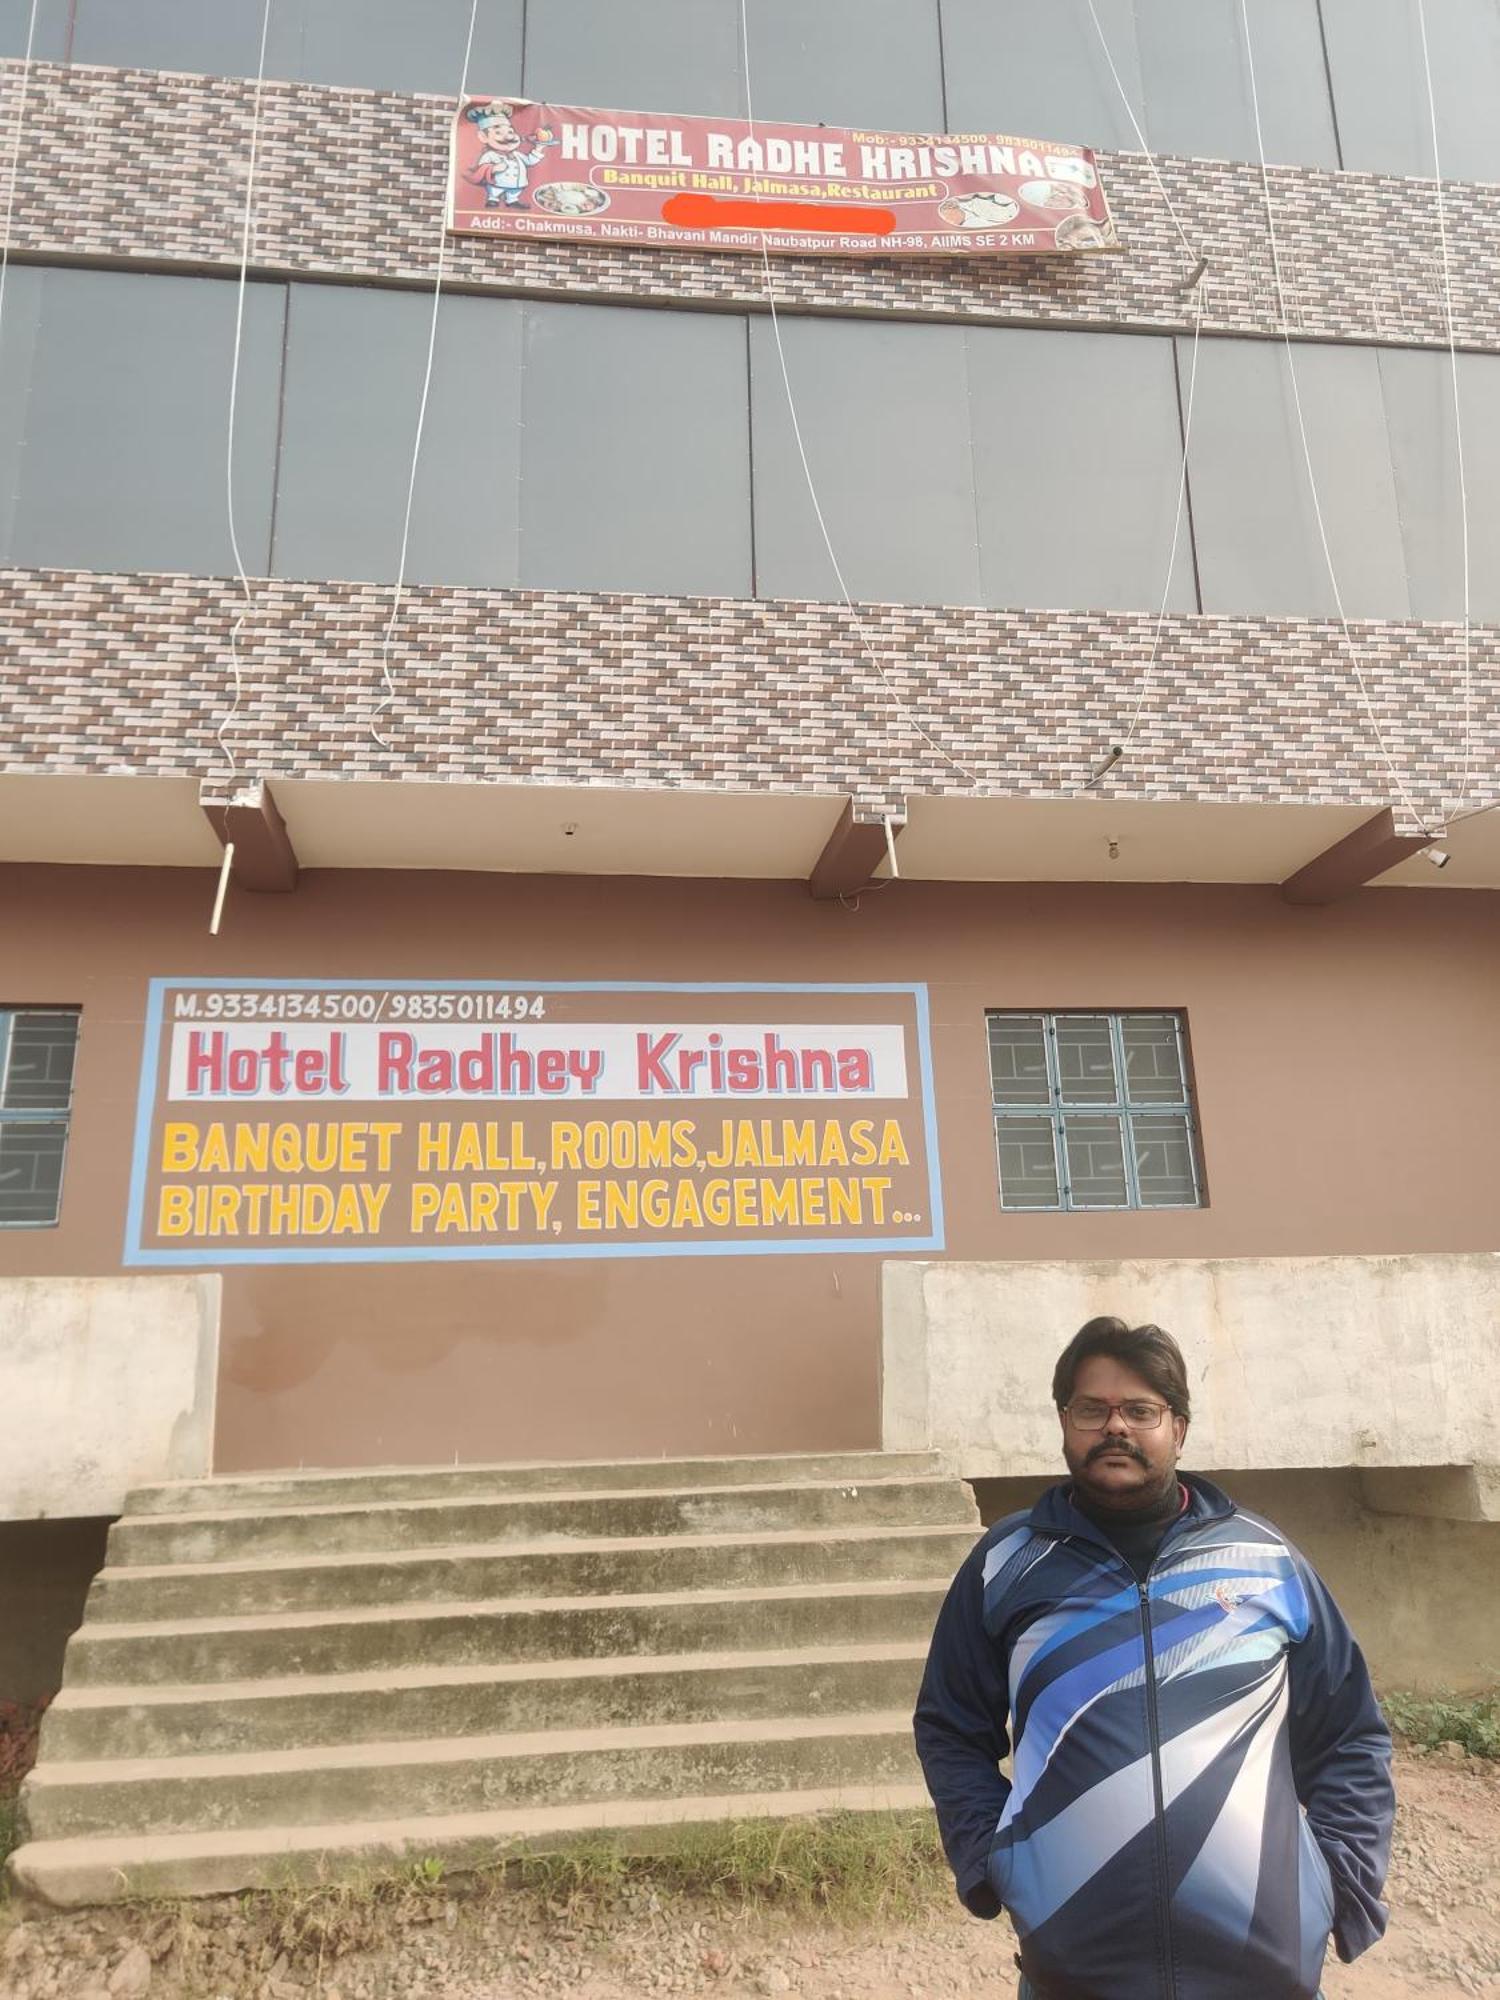 Mob:- 9334134500, 9835011494
HOTEL RADHE KRISHNA
Banquit Hall, Jalmasa,Restaurant
Add:- Chakmusa, Nakti- Bhavani Mandir Naubatpur Road NH-98, AIIMS SE 2 KM
M.9334134500/9835011494
Hotel Radhey Krishna
BANQUET HALL,ROOMS,JALMASA
BIRTHDAY PARTY, ENGAGEMENT...